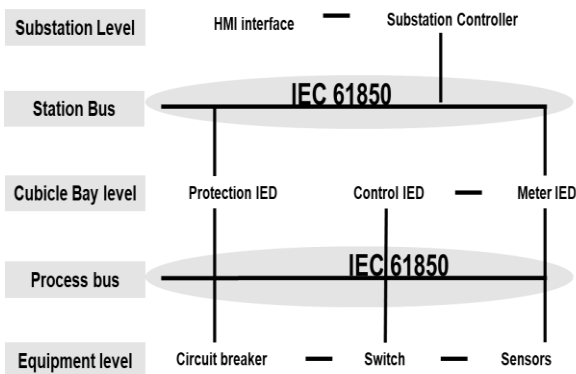 Substation Level
HMI interface
Substation Controller
IEC 61850
Station Bus
Cubicle Bay level
Protection IED
Control IED
Meter IED
IEC 61850
Process bus
Equipment level
Circuit breaker
Switch
Sensors